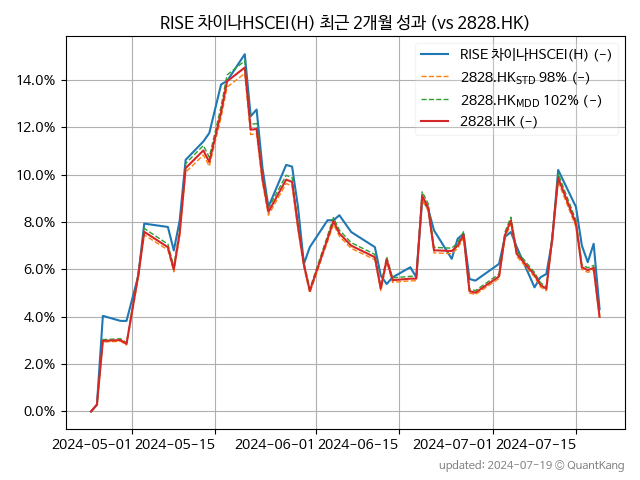 RISE 차이나HSCEI(H) 최근 2개월 성과 (vs 2828.HK)
RISE 차이나HSCEI(H) (-)
2828.HK_STD 98% (-)
2828.HK_MDD 102% (-)
2828.HK (-)
14.0%
12.0%
10.0%
8.0%
6.0%
4.0%
2.0%
0.0%
2024-05-01 2024-05-15 2024-06-01 2024-06-15 2024-07-01 2024-07-15
updated: 2024-07-19 © QuantKang